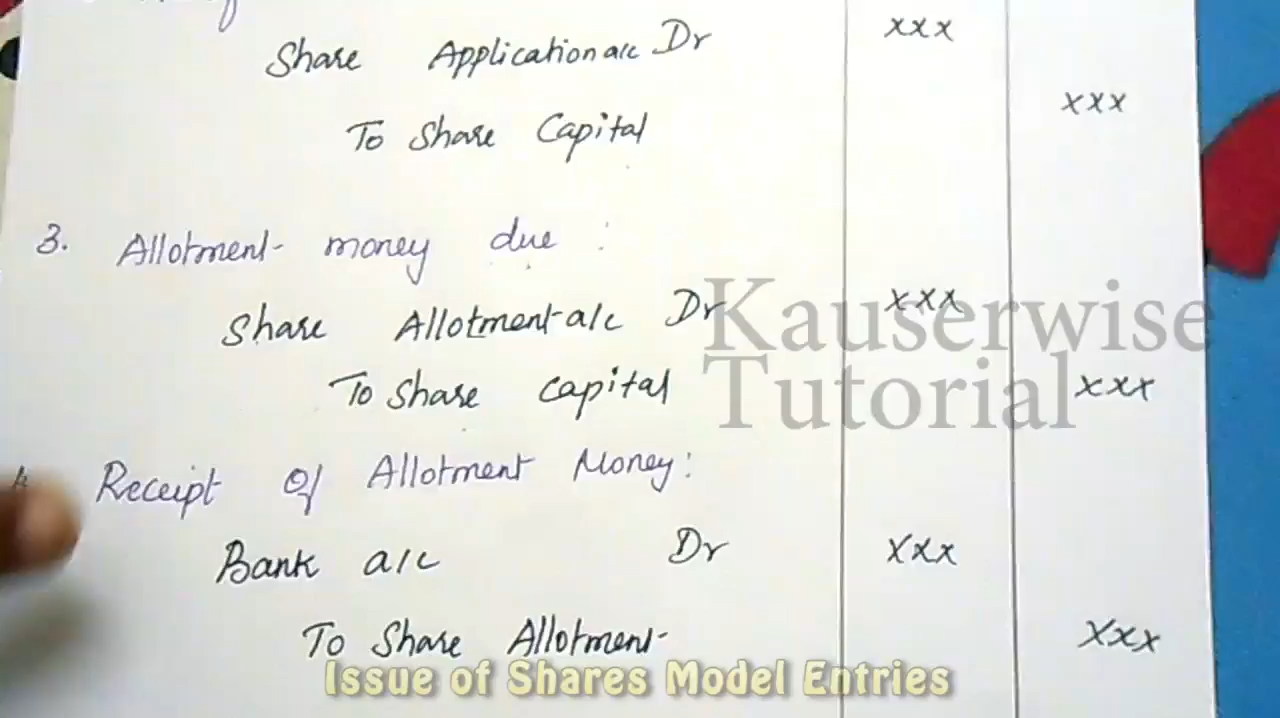 Share Application a/c Dr xxx
To Share Capital xxx
3. Allotment money due :
Share Allotment a/c Dr xxx
To Share capital xxx
Kauserwise
Tutorial
Receipt of Allotment Money:
Bank a/c Dr xxx
To Share Allotment xxx
Issue of Shares Model Entries